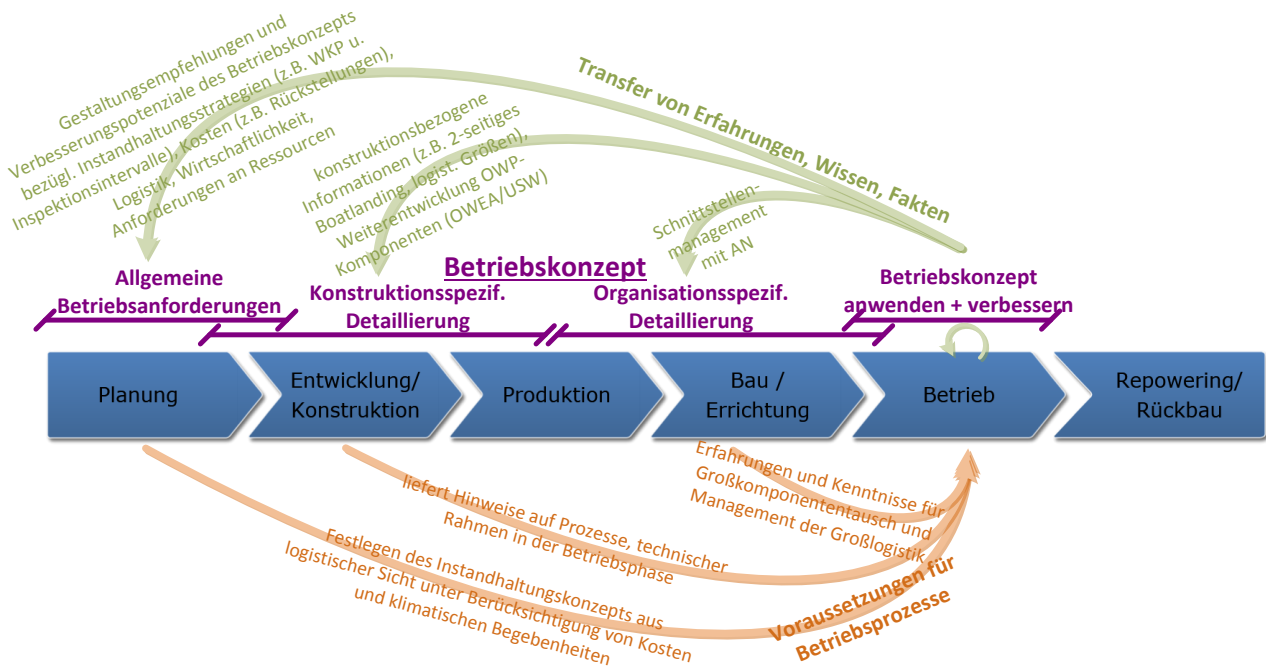 Gestaltungsempfehlungen und
Verbesserungspotenziale des Betriebskonzepts
bezügl. Instandhaltungsstrategien (z.B. WKP u.
Inspektionsintervalle), Kosten (z.B. Rückstellungen),
Logistik, Wirtschaftlichkeit,
Anforderungen an Ressourcen
konstruktionsbezogene
Informationen (z.B. 2-seitiges
Boatlanding, logist. Größen),
Weiterentwicklung OWP-
Komponenten (OWEA/USW)
Transfer von Erfahrungen, Wissen, Fakten
Schnittstellen-
management
mit AN
Betriebskonzept
Allgemeine
Betriebsanforderungen
Konstruktionsspezif.
Detaillierung
Organisationsspezif.
Detaillierung
Betriebskonzept
anwenden + verbessern
Planung
Entwicklung/
Konstruktion
Produktion
Bau /
Errichtung
Betrieb
Repowering/
Rückbau
Erfahrungen und Kenntnisse für
Großkomponententausch und
Management der Großlogistik
liefert Hinweise auf Prozesse, technischer
Rahmen in der Betriebsphase
Festlegen des Instandhaltungskonzepts aus
logistischer Sicht unter Berücksichtigung von Kosten
und klimatischen Begebenheiten
Voraussetzungen für
Betriebsprozesse